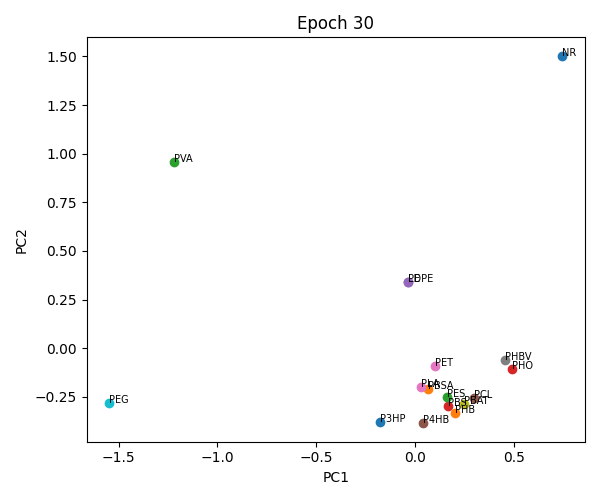 Epoch 30
1.50
1.25
1.00
0.75
0.50
0.25
0.00
−0.25
PC2
NR
PVA
PET
PHBV
PHO
PLA
PBSA
PES
PCL
PBS
PBAT
PHB
PEG
P3HP
P4HB
−1.5
−1.0
−0.5
0.0
0.5
PC1